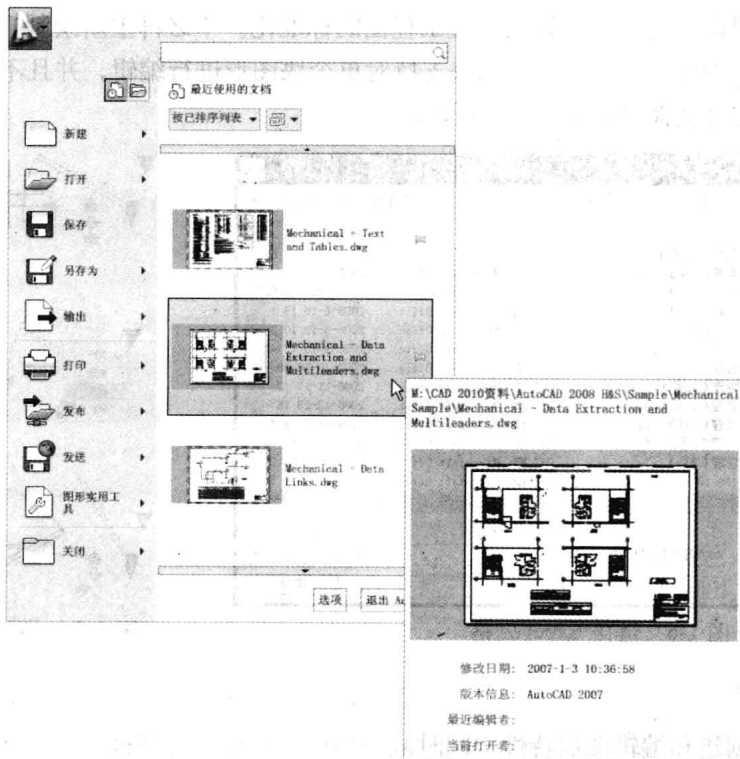 最近使用的文档
按已排序列表
新建
打开
保存
另存为
输出
打印
发布
发送
图形实用工
具
关闭
Mechanical - Text
and Tables.dwg
Mechanical - Data
Extraction and
Multileaders.dwg
Mechanical - Data
Links.dwg
选项
退出 Au
M:\CAD 2010资料\AutoCAD 2008 H&S\Sample\Mechanical
Sample\Mechanical - Data Extraction and
Multileaders.dwg
修改日期: 2007-1-3 10:36:58
版本信息: AutoCAD 2007
最近编辑者:
当前打开者: